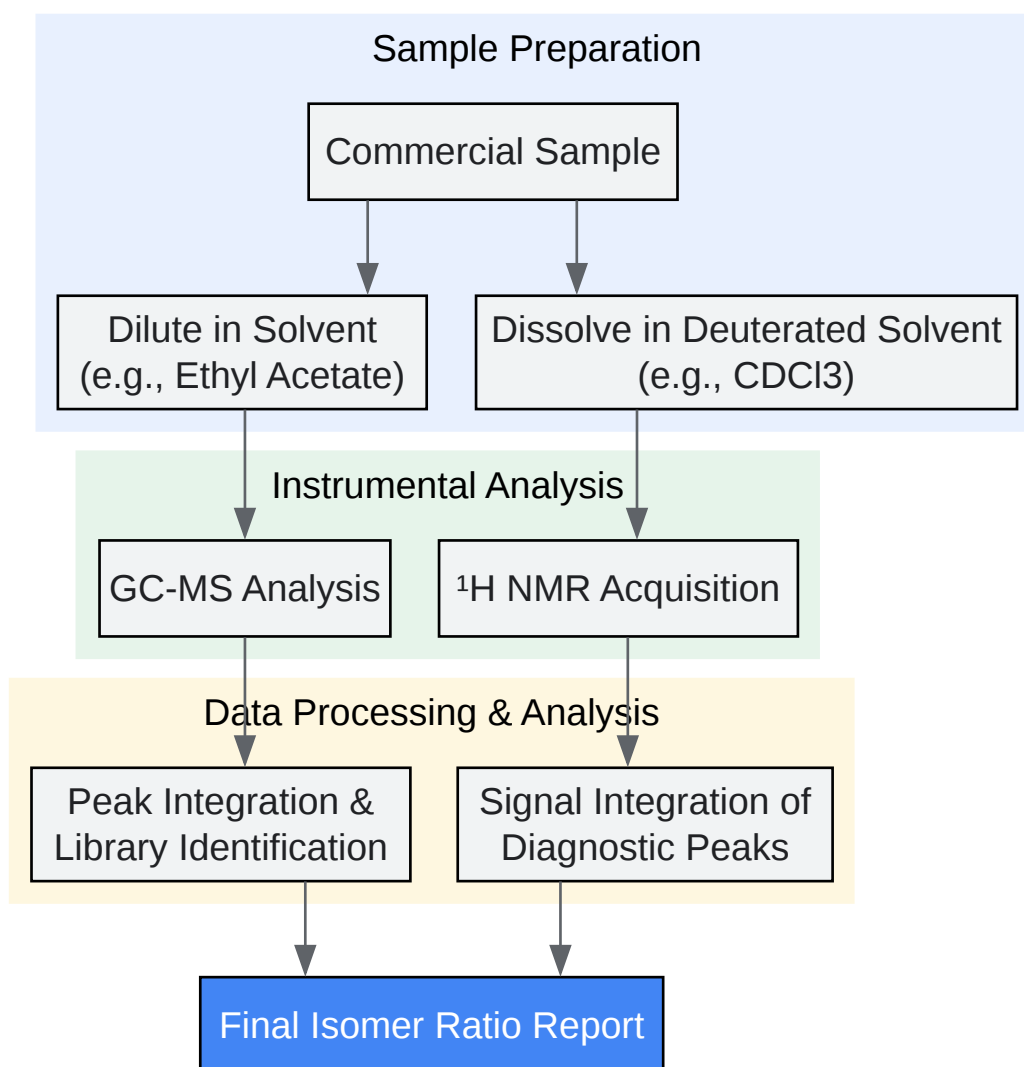 Sample Preparation
Commercial Sample
Dilute in Solvent
(e.g., Ethyl Acetate)
Dissolve in Deuterated Solvent
(e.g., CDCl3)
Instrumental Analysis
GC-MS Analysis
¹H NMR Acquisition
Data Processing & Analysis
Peak Integration &
Library Identification
Signal Integration of
Diagnostic Peaks
Final Isomer Ratio Report